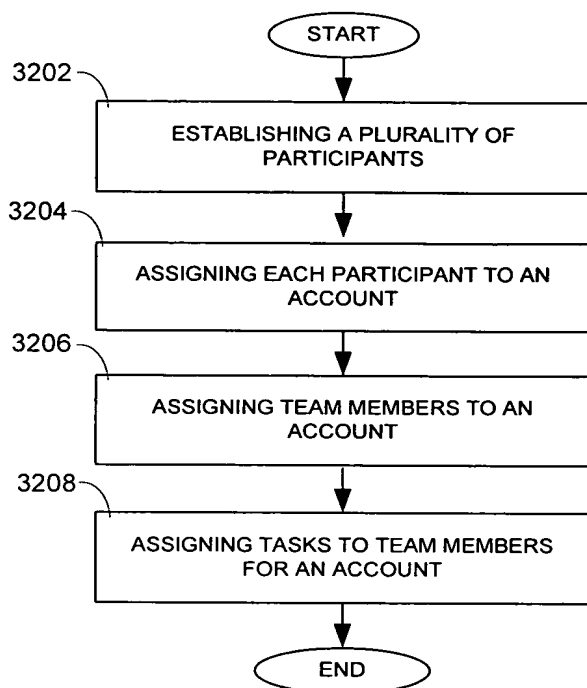 START
3202
ESTABLISHING A PLURALITY OF
PARTICIPANTS
3204
ASSIGNING EACH PARTICIPANT TO AN
ACCOUNT
3206
ASSIGNING TEAM MEMBERS TO AN
ACCOUNT
3208
ASSIGNING TASKS TO TEAM MEMBERS
FOR AN ACCOUNT
END